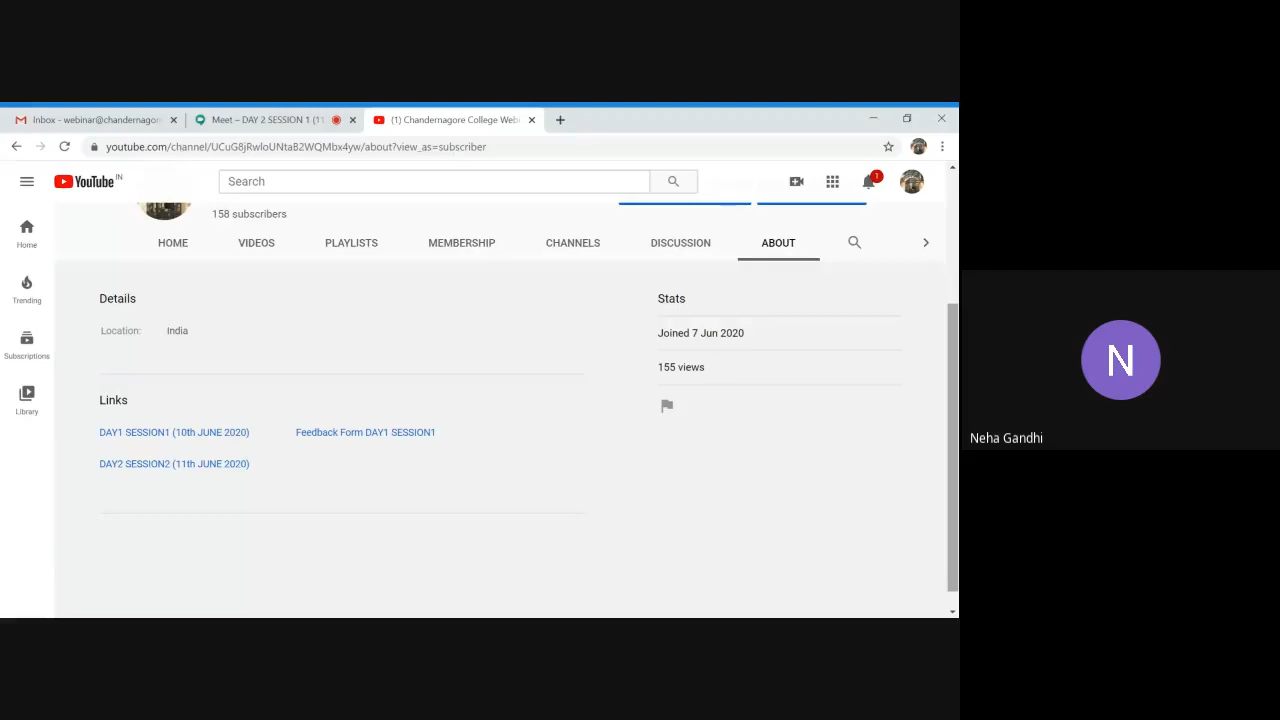 Inbox - webinar@chandernagor
Meet – DAY 2 SESSION 1 (11
(1) Chandernagore College Web
youtube.com/channel/UCuG8jRwloUNtaB2WQMbx4yw/about?view_as=subscriber
YouTube IN
Search
1
158 subscribers
HOME VIDEOS PLAYLISTS MEMBERSHIP CHANNELS DISCUSSION ABOUT
Home
Trending
Subscriptions
Library
Details
Location: India
Links
DAY1 SESSION1 (10th JUNE 2020) Feedback Form DAY1 SESSION1
DAY2 SESSION2 (11th JUNE 2020)
Stats
Joined 7 Jun 2020
155 views
N
Neha Gandhi